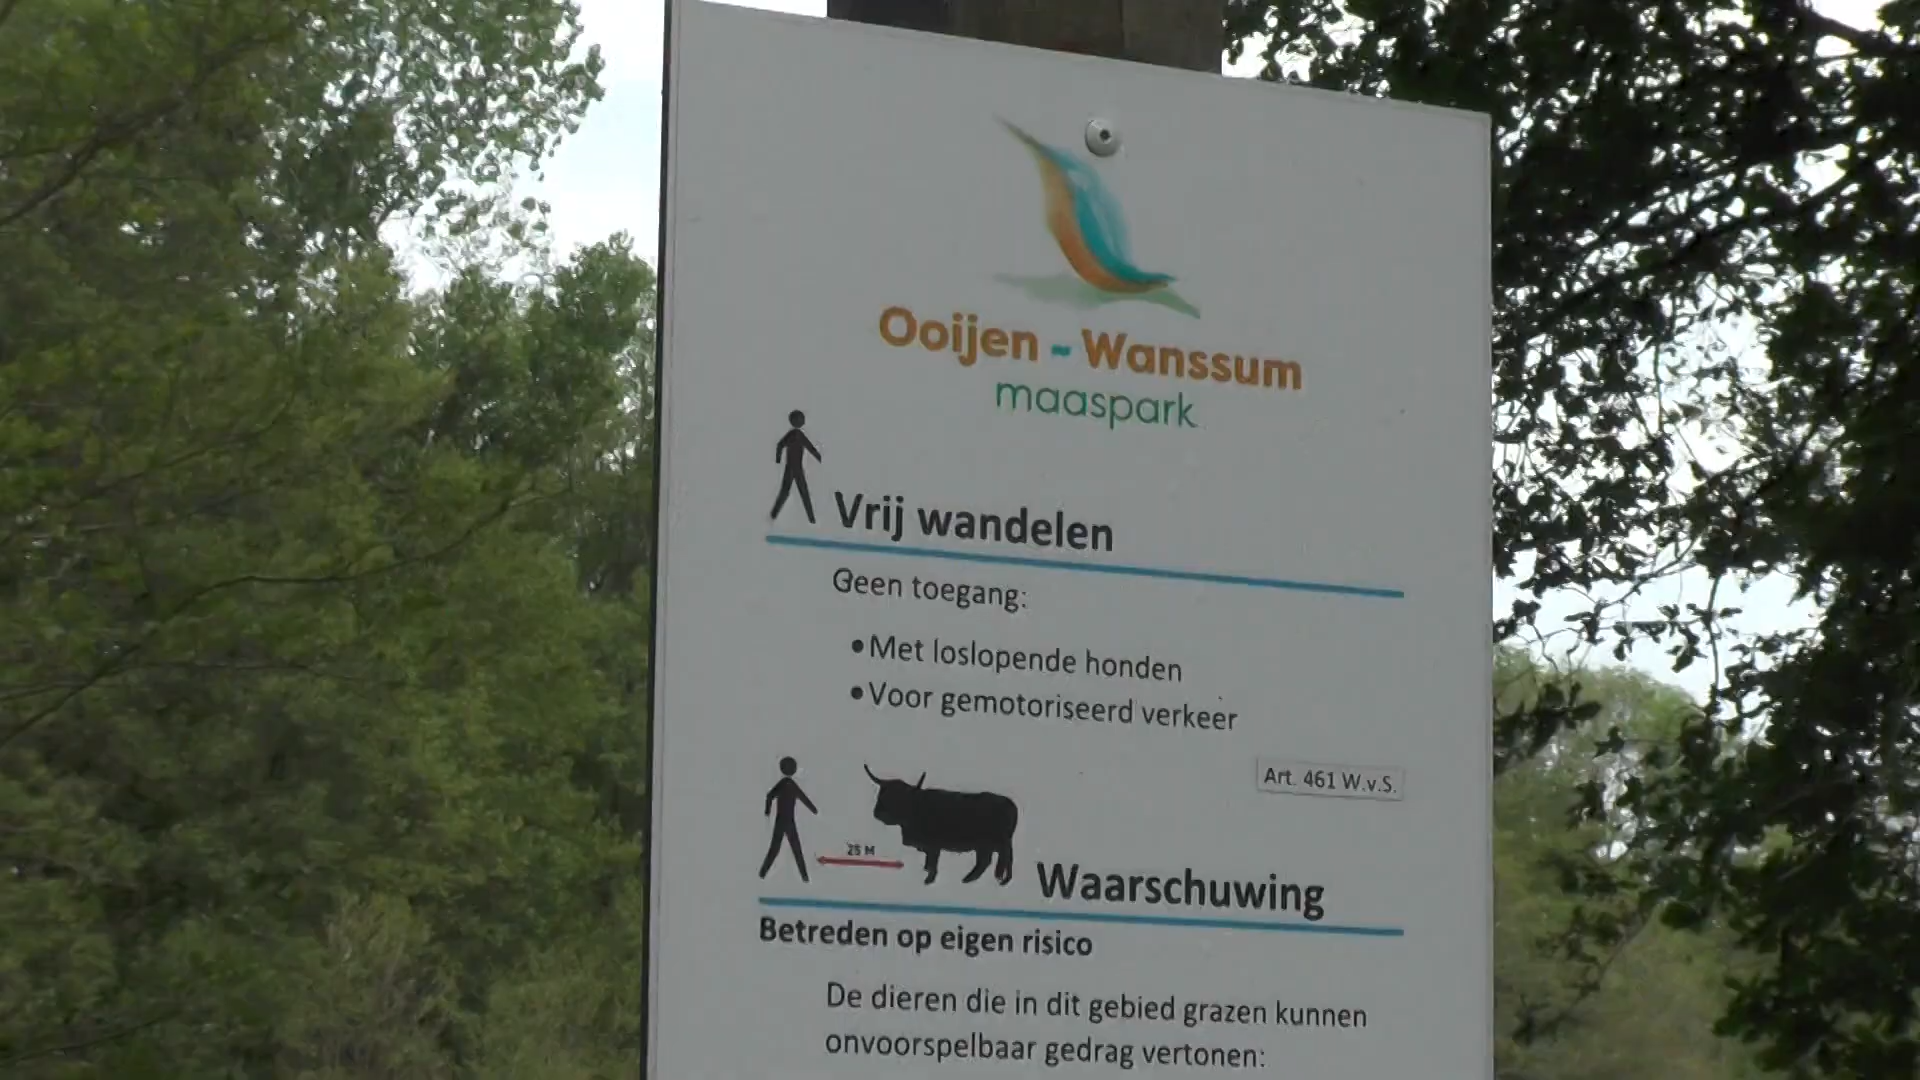 Ooijen ~ Wanssum
maaspark
Vrij wandelen
Geen toegang:
• Met loslopende honden
• Voor gemotoriseerd verkeer
Art. 461 W.v.S.
25 M
Waarschuwing
Betreden op eigen risico
De dieren die in dit gebied grazen kunnen
onvoorspelbaar gedrag vertonen: